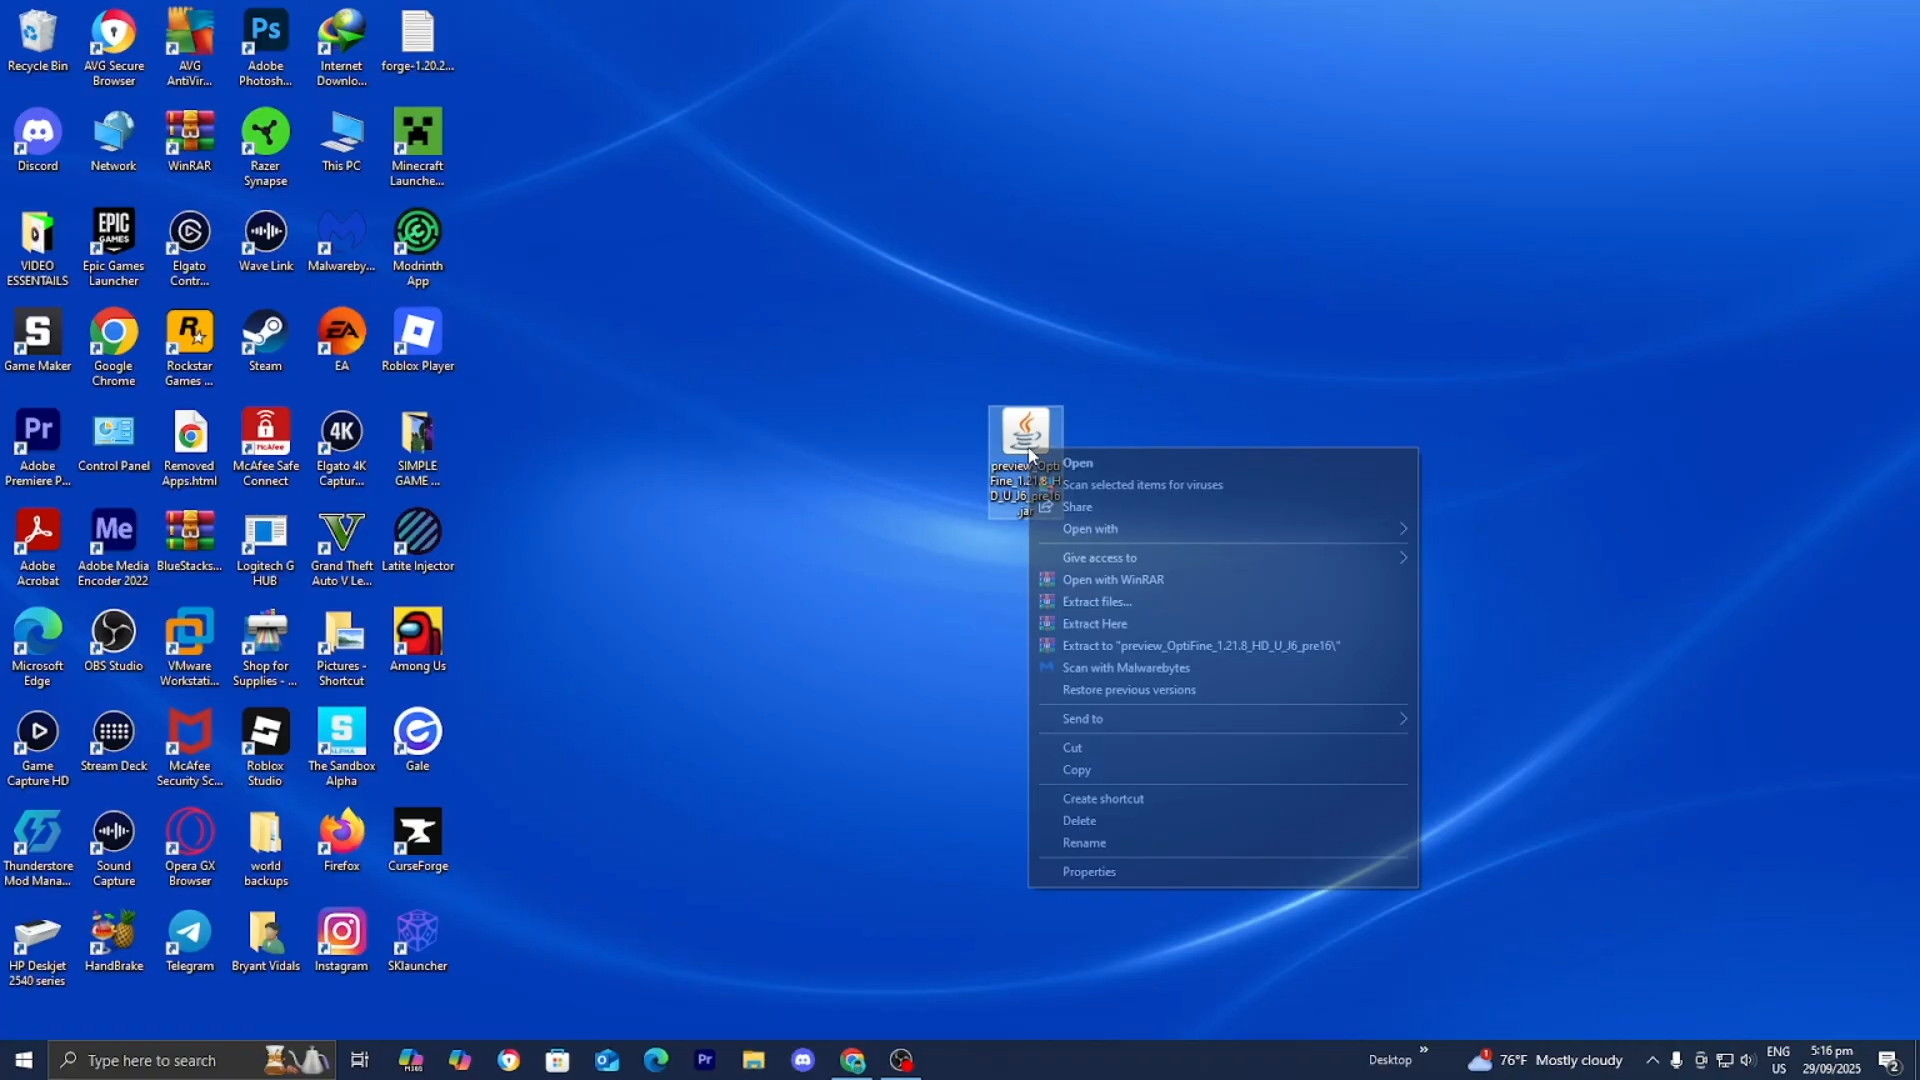 Recycle Bin
AVG Secure
Browser
AVG
AntiVir...
Adobe
Photosh...
Internet
Downlo...
forge-1.20.2...
Discord
Network
WinRAR
Razer
Synapse
This PC
Minecraft
Launche...
VIDEO
ESSENTAILS
Epic Games
Launcher
Elgato
Contr...
Wave Link
Malwareby...
Modrinth
App
Game Maker
Google
Chrome
Rockstar
Games ...
Steam
EA
Roblox Player
Adobe
Premiere P...
Control Panel
Removed
Apps.html
McAfee Safe
Connect
Elgato 4K
Captur...
SIMPLE
GAME ...
Adobe
Acrobat
Adobe Media
Encoder 2022
BlueStacks...
Logitech G
HUB
Grand Theft
Auto V Le...
Latite Injector
Microsoft
Edge
OBS Studio
VMware
Workstati...
Shop for
Supplies - ...
Pictures -
Shortcut
Among Us
Game
Capture HD
Stream Deck
McAfee
Security Sc...
Roblox
Studio
The Sandbox
Alpha
Gale
Thunderstore
Mod Mana...
Sound
Capture
Opera GX
Browser
world
backups
Firefox
CurseForge
HP Deskjet
2540 series
HandBrake
Telegram
Bryant Vidals
Instagram
SKlauncher
preview_Opti
Fine_1.21.8_H
D_U_J6_pre16
.jar
Open
Scan selected items for viruses
Share
Open with
Give access to
Open with WinRAR
Extract files...
Extract Here
Extract to "preview_OptiFine_1.21.8_HD_U_J6_pre16\"
Scan with Malwarebytes
Restore previous versions
Send to
Cut
Copy
Create shortcut
Delete
Rename
Properties
Type here to search
Desktop
76°F Mostly cloudy
ENG
US
5:16 pm
29/09/2025